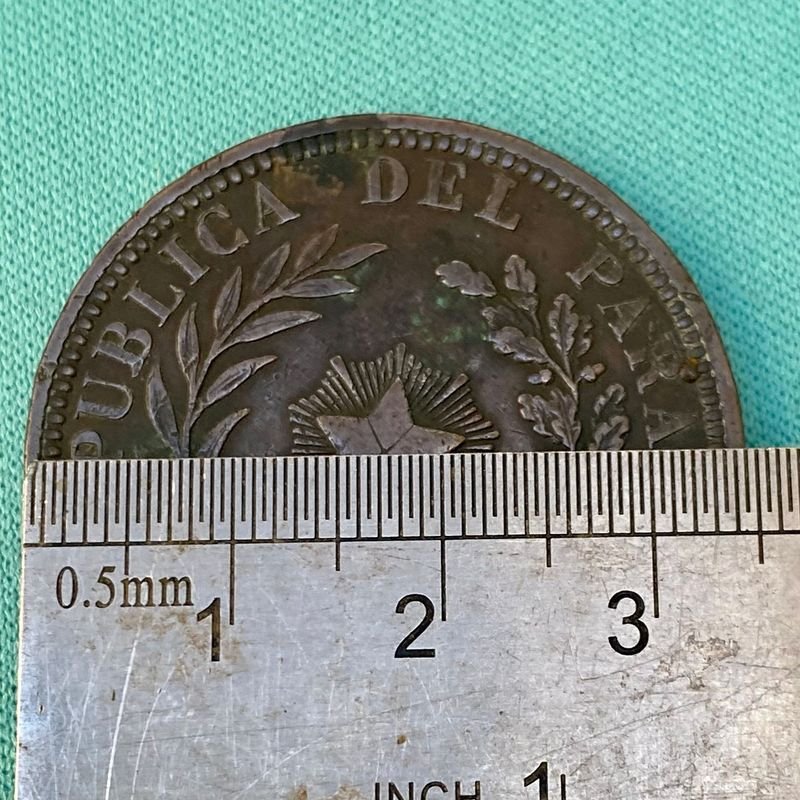 PUBLICA DEL PARA
0.5mm
1 2 3
INCH 1